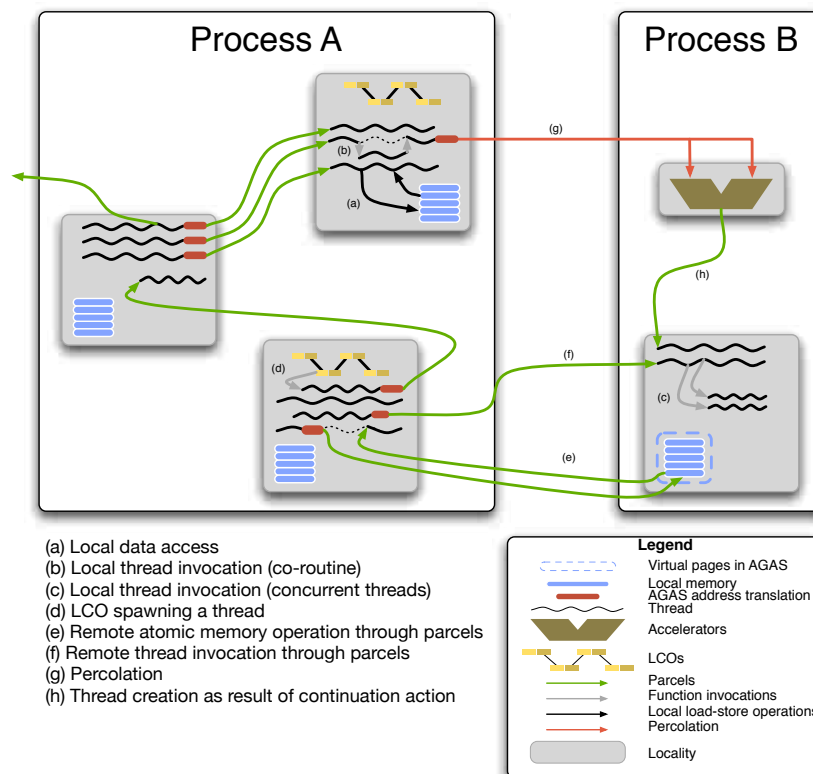 Process A
Process B
(g)
(b)
(a)
(h)
(f)
(d)
(c)
(e)
(a) Local data access
(b) Local thread invocation (co-routine)
(c) Local thread invocation (concurrent threads)
(d) LCO spawning a thread
(e) Remote atomic memory operation through parcels
(f) Remote thread invocation through parcels
(g) Percolation
(h) Thread creation as result of continuation action
Legend
Virtual pages in AGAS
Local memory
AGAS address translation
Thread
Accelerators
LCOs
Parcels
Function invocations
Local load-store operations
Percolation
Locality